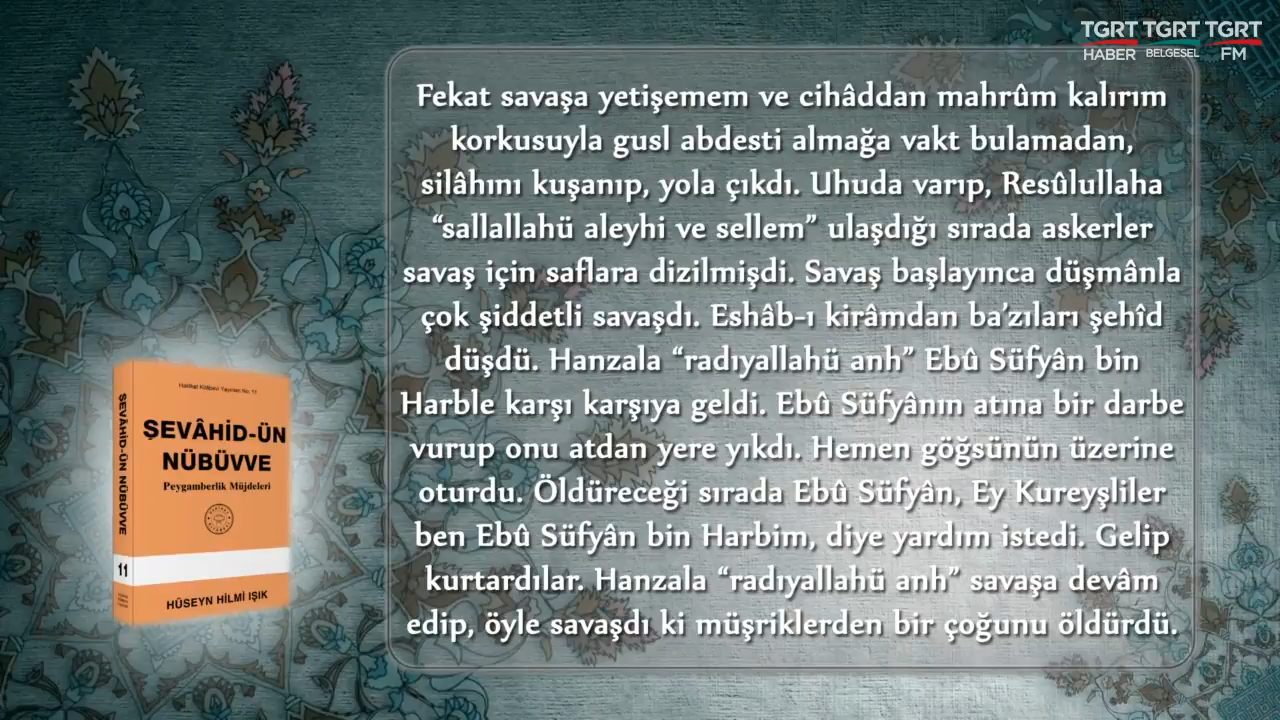 TGRT TGRT TGRT
HABER BELGESEL FM
Fekat savaşa yetişemem ve cihâddan mahrûm kalırım
korkusuyla gusl abdesti almağa vakt bulamadan,
silâhını kuşanıp, yola çıkdı. Uhuda varıp, Resûlullaha
“sallallahü aleyhi ve sellem” ulaşdığı sırada askerler
savaş için saflara dizilmişdi. Savaş başlayınca düşmânla
çok şiddetli savaşdı. Eshâb-ı kirâmdan ba’zıları şehîd
düşdü. Hanzala “radıyallahü anh” Ebû Süfyân bin
Harble karşı karşıya geldi. Ebû Süfyânın atına bir darbe
vurup onu atdan yere yıkdı. Hemen göğsünün üzerine
oturdu. Öldüreceği sırada Ebû Süfyân, Ey Kureyşliler
ben Ebû Süfyân bin Harbim, diye yardım istedi. Gelip
kurtardılar. Hanzala “radıyallahü anh” savaşa devâm
edip, öyle savaşdı ki müşriklerden bir çoğunu öldürdü.
Hakîkat Kitâbevi Yayınları No: 11
ŞEVÂHİD-ÜN
NÜBÜVVE
Peygamberlik Müjdeleri
HÜSEYN HİLMİ IŞIK
ŞEVÂHİD-ÜN NÜBÜVVE
11